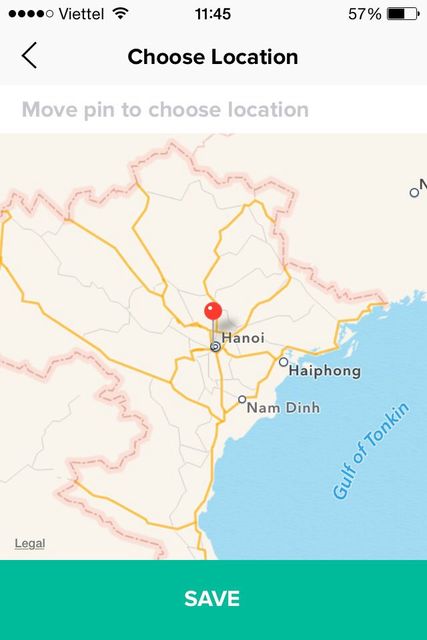 Viettel 11:45 57%
Choose Location
Move pin to choose location
N
Hanoi
Haiphong
Nam Dinh
Gulf of Tonkin
Legal
SAVE